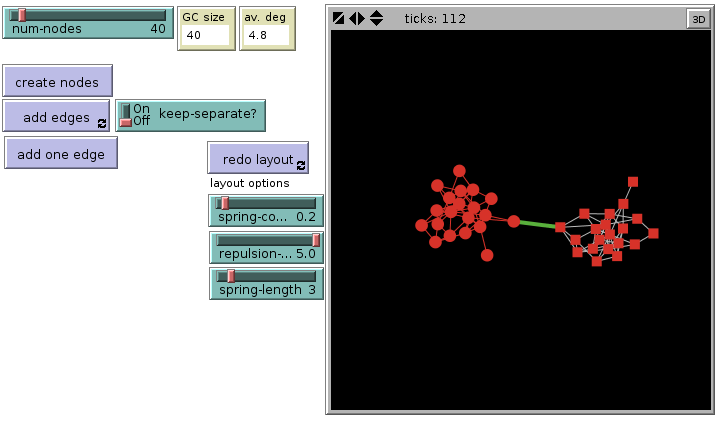 num-nodes 40
GC size
40
av. deg
4.8
ticks: 112
3D
create nodes
add edges
On
Off
keep-separate?
add one edge
redo layout
layout options
spring-co... 0.2
repulsion-... 5.0
spring-length 3